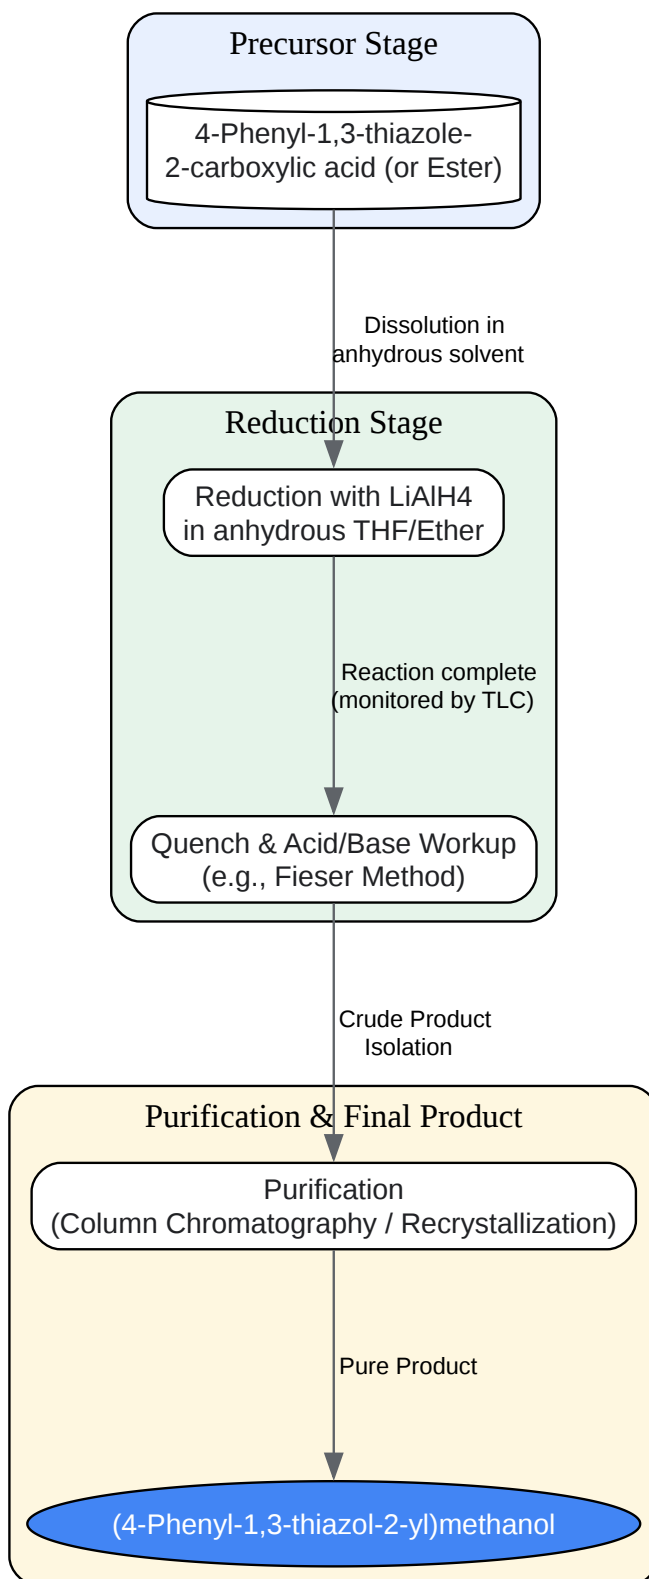 Precursor Stage
4-Phenyl-1,3-thiazole-
2-carboxylic acid (or Ester)
Dissolution in
anhydrous solvent
Reduction Stage
Reduction with LiAlH4
in anhydrous THF/Ether
Reaction complete
(monitored by TLC)
Quench & Acid/Base Workup
(e.g., Fieser Method)
Crude Product
Isolation
Purification & Final Product
Purification
(Column Chromatography / Recrystallization)
Pure Product
(4-Phenyl-1,3-thiazol-2-yl)methanol